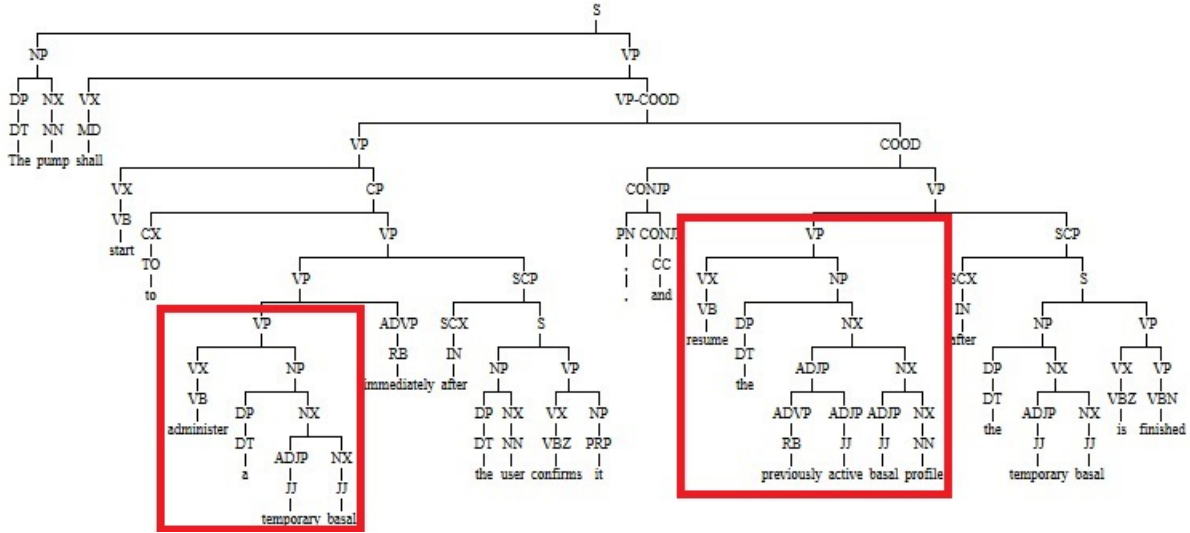 S
NP VP
DP NX VX VP-COOD
DT NN MD VP COOD
The pump shall
VX CP CONJP VP
VB CX VP PN CONJ VP SCP
start TO VP SCP : CC VX NP SCX S
to , and VB IN
VP ADVP SCX S resume DP NX after NP VP
RB IN DT
VX NP immediately after NP VP the ADJP NX DP NX VX VP
VB DT VBZ VBN
administer DP NX DP NX VX NP ADVP ADJP ADJP NX the ADJP NX is finished
DT DT NN VBZ PRP RB JJ JJ NN JJ JJ
a ADJP NX the user confirms it previously active basal profile temporary basal
JJ JJ
temporary basal